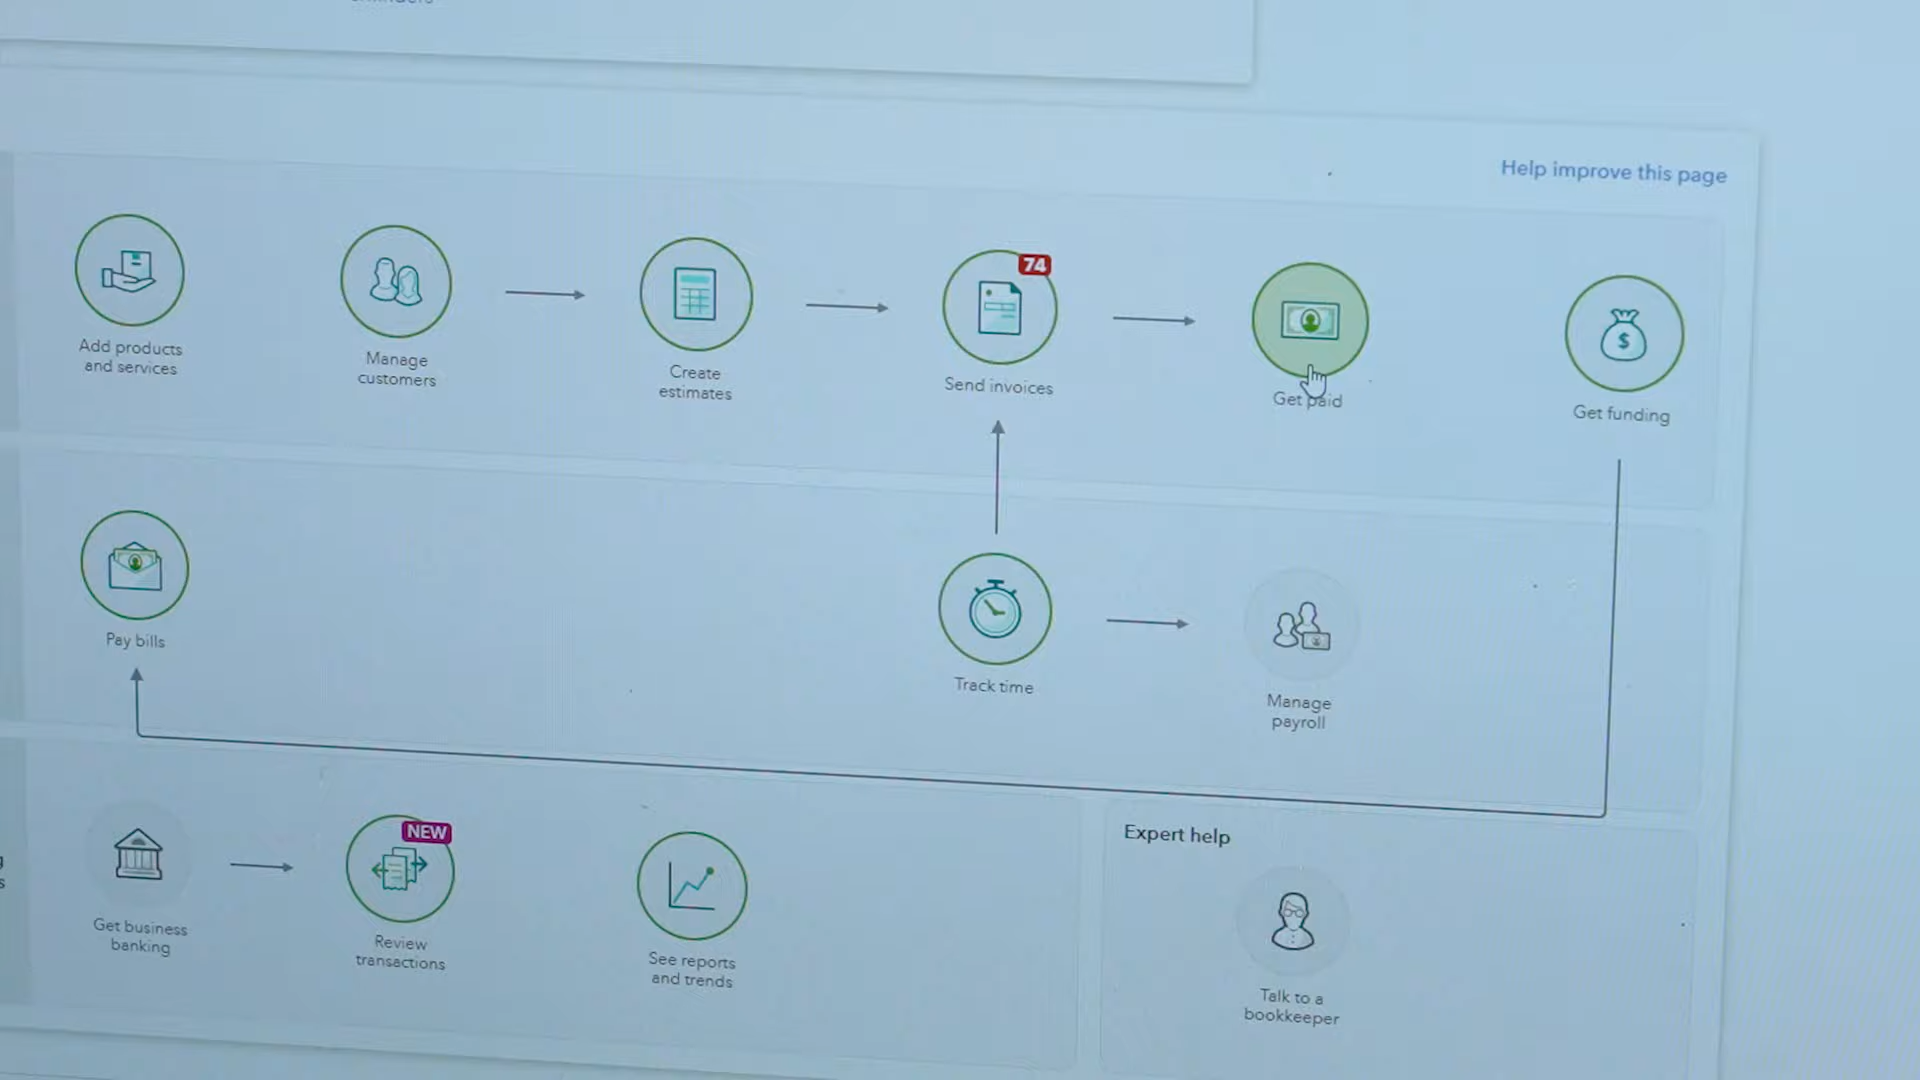 Help improve this page
74
Add products
and services
Manage
customers
Create
estimates
Send invoices
Get paid
Get funding
Pay bills
Track time
Manage
payroll
NEW
Get business
banking
Review
transactions
See reports
and trends
Expert help
Talk to a
bookkeeper